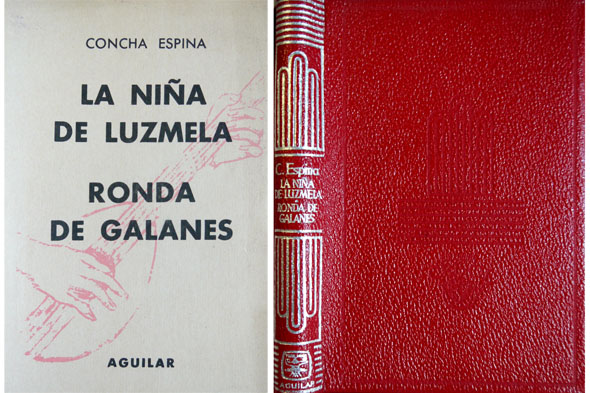 CONCHA ESPINA
LA NIÑA
DE LUZMELA
RONDA
DE GALANES
AGUILAR
C. Espina
LA NIÑA
DE LUZMELA
RONDA DE
GALANES
AGUILAR